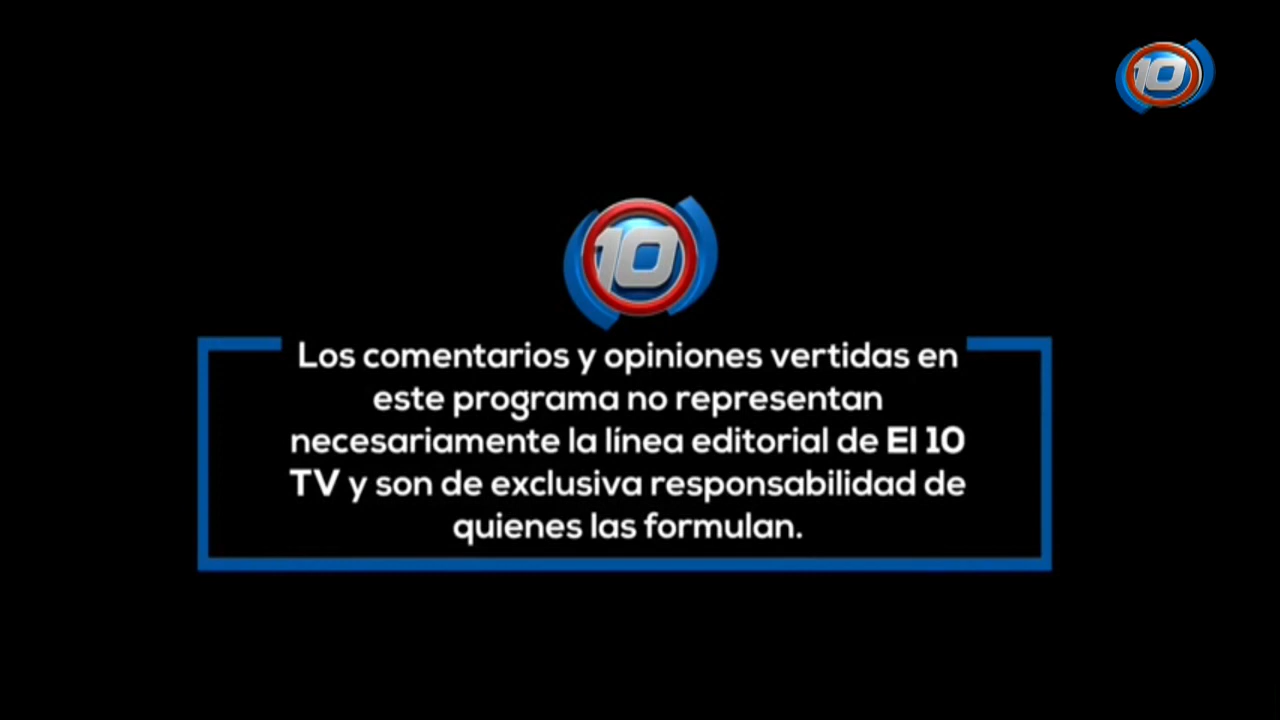 10
10
Los comentarios y opiniones vertidas en
este programa no representan
necesariamente la línea editorial de El 10
TV y son de exclusiva responsabilidad de
quienes las formulan.